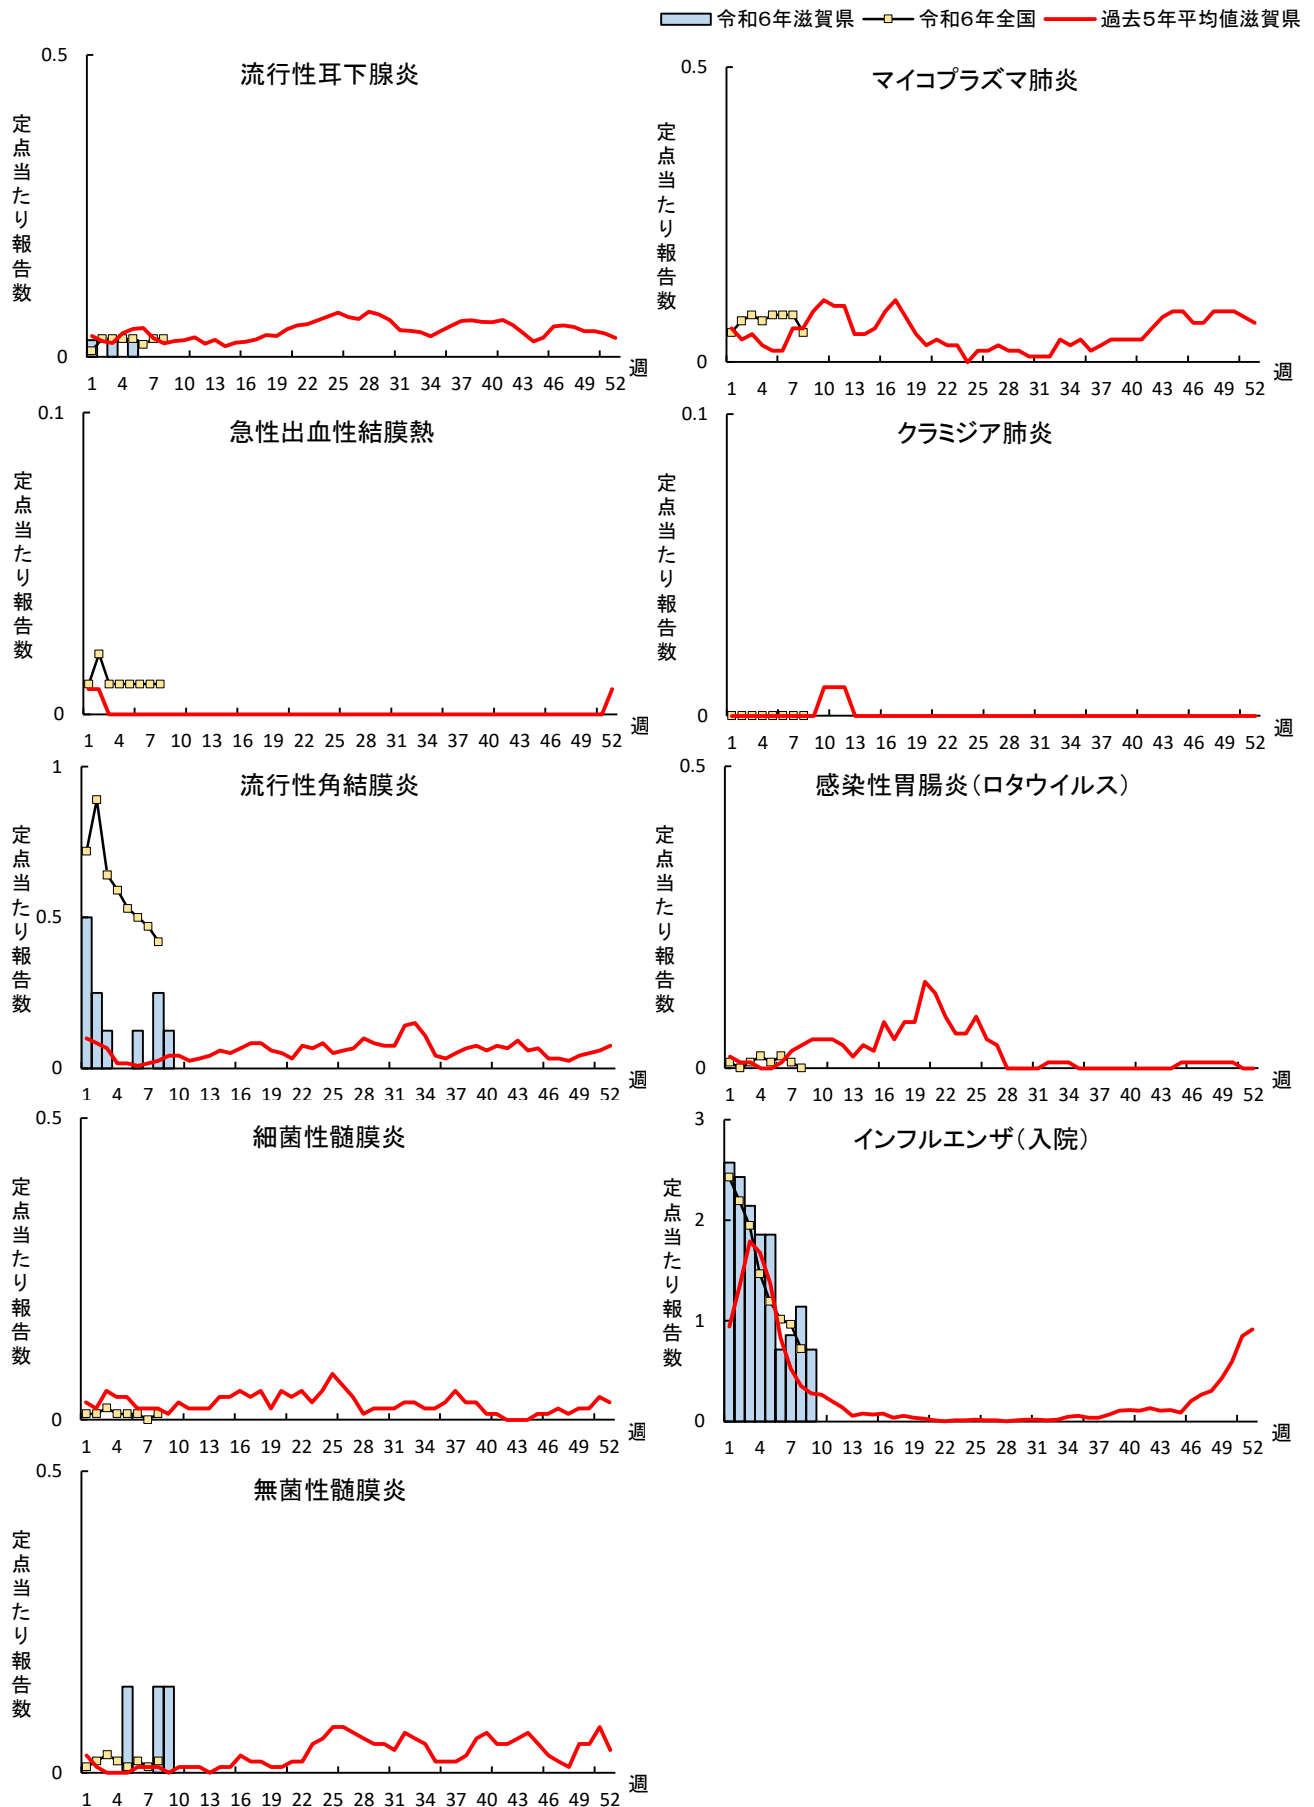 令和６年滋賀県 令和６年全国 過去５年平均値滋賀県
流行性耳下腺炎
定点当たり報告数
0.5
0
1 4 7 10 13 16 19 22 25 28 31 34 37 40 43 46 49 52 週
マイコプラズマ肺炎
定点当たり報告数
0.5
0
1 4 7 10 13 16 19 22 25 28 31 34 37 40 43 46 49 52 週
急性出血性結膜熱
定点当たり報告数
0.1
0
1 4 7 10 13 16 19 22 25 28 31 34 37 40 43 46 49 52 週
クラミジア肺炎
定点当たり報告数
0.1
0
1 4 7 10 13 16 19 22 25 28 31 34 37 40 43 46 49 52 週
流行性角結膜炎
定点当たり報告数
1
0.5
0
1 4 7 10 13 16 19 22 25 28 31 34 37 40 43 46 49 52 週
感染性胃腸炎（ロタウイルス）
定点当たり報告数
0.5
0
1 4 7 10 13 16 19 22 25 28 31 34 37 40 43 46 49 52 週
細菌性髄膜炎
定点当たり報告数
0.5
0
1 4 7 10 13 16 19 22 25 28 31 34 37 40 43 46 49 52 週
インフルエンザ（入院）
定点当たり報告数
3
2
1
0
1 4 7 10 13 16 19 22 25 28 31 34 37 40 43 46 49 52 週
無菌性髄膜炎
定点当たり報告数
0.5
0
1 4 7 10 13 16 19 22 25 28 31 34 37 40 43 46 49 52 週